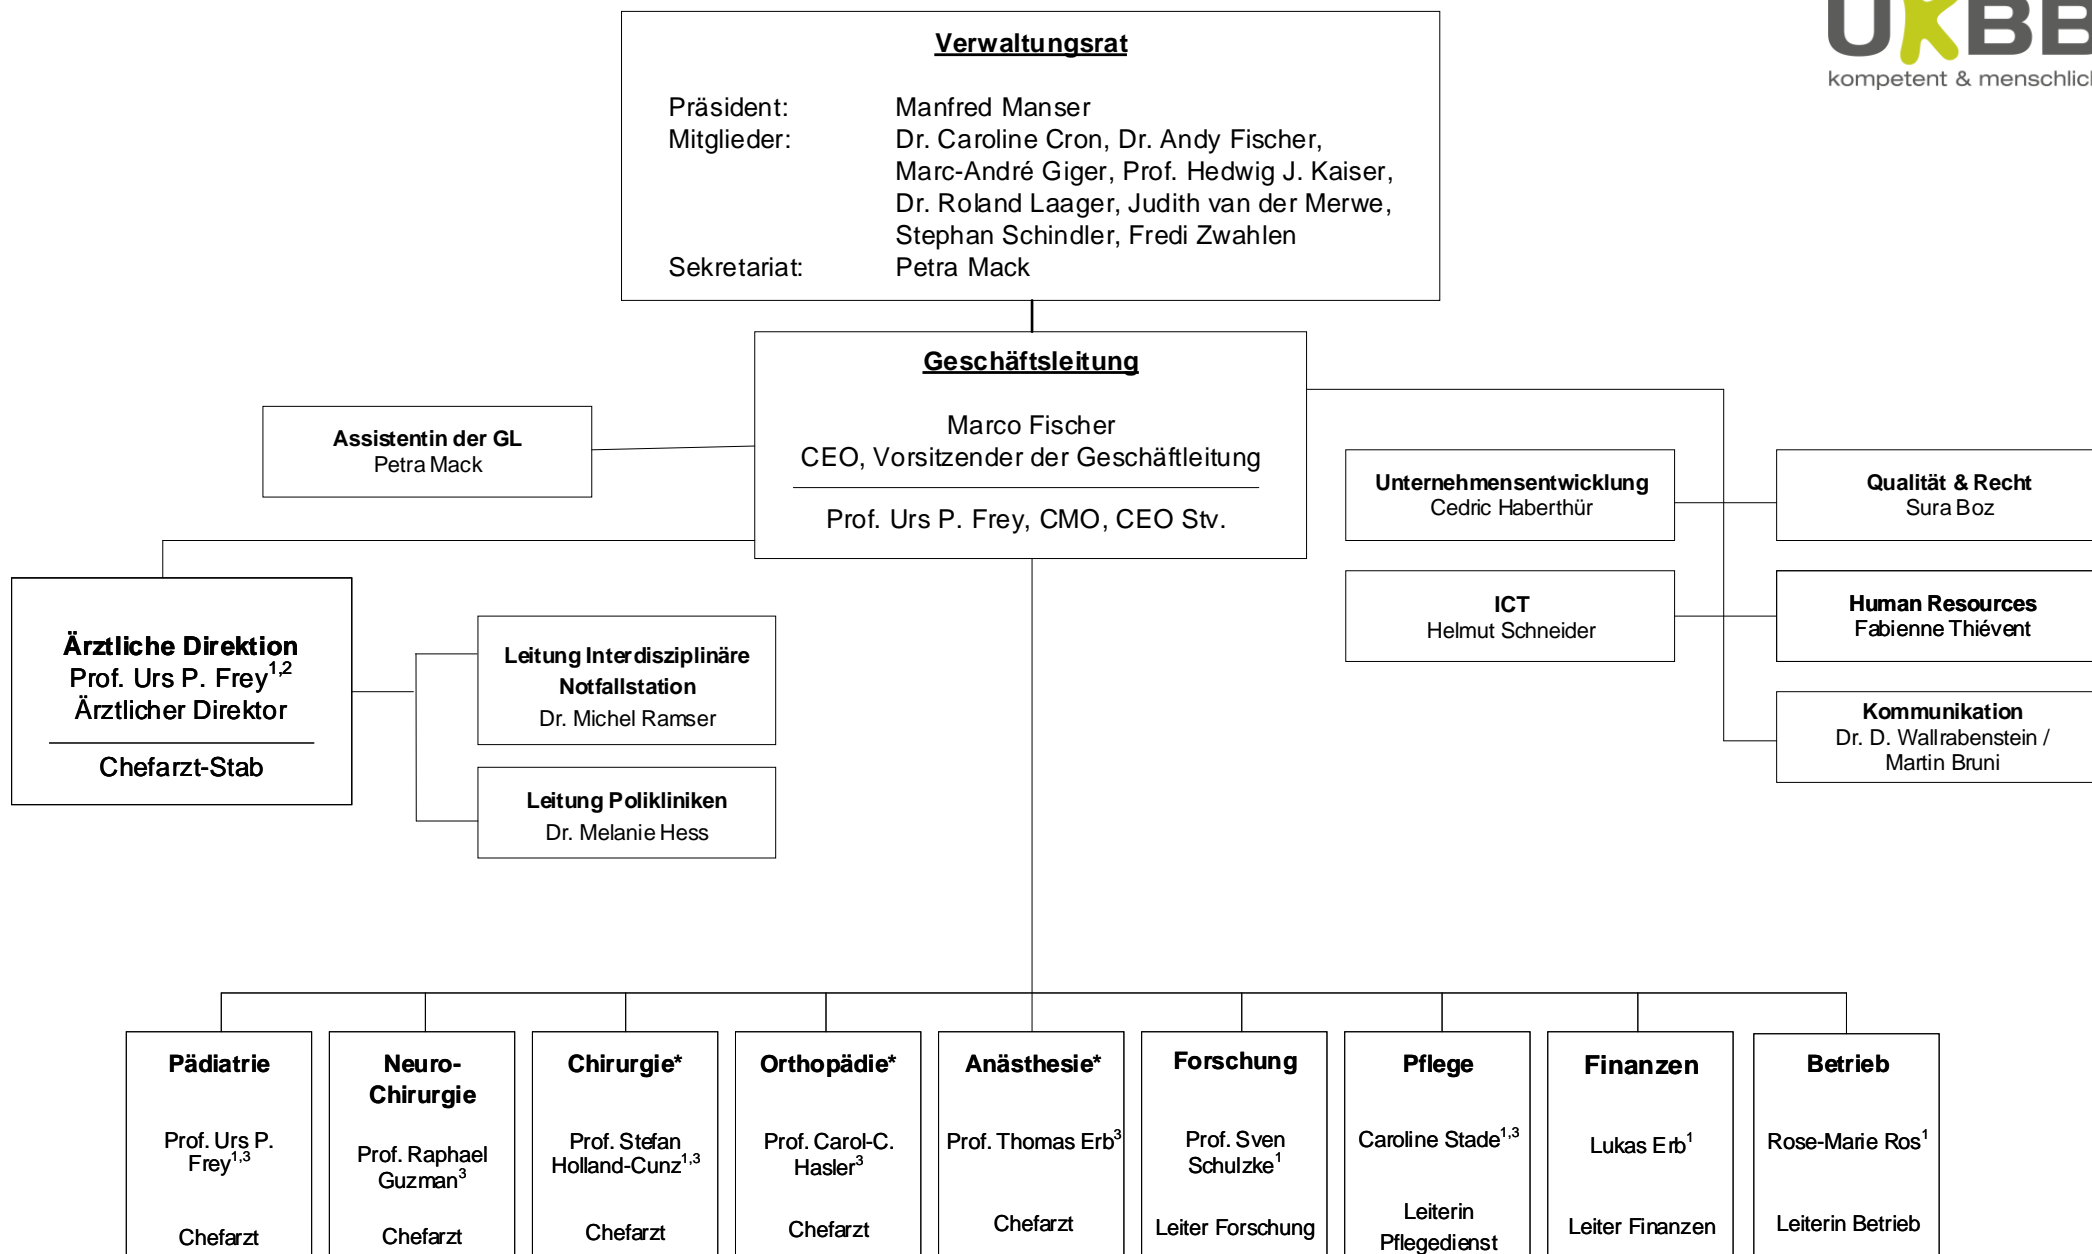 UKBB
kompetent & menschlich
Verwaltungsrat
Präsident: Manfred Manser
Mitglieder: Dr. Caroline Cron, Dr. Andy Fischer,
Marc-André Giger, Prof. Hedwig J. Kaiser,
Dr. Roland Laager, Judith van der Merwe,
Stephan Schindler, Fredi Zwahlen
Sekretariat: Petra Mack
Geschäftsleitung
Marco Fischer
CEO, Vorsitzender der Geschäftleitung
Prof. Urs P. Frey, CMO, CEO Stv.
Assistentin der GL
Petra Mack
Unternehmensentwicklung
Cedric Haberthür
Qualität & Recht
Sura Boz
ICT
Helmut Schneider
Human Resources
Fabienne Thiévent
Kommunikation
Dr. D. Wallrabenstein /
Martin Bruni
Ärztliche Direktion
Prof. Urs P. Frey1,2
Ärztlicher Direktor
Chefarzt-Stab
Leitung Interdisziplinäre
Notfallstation
Dr. Michel Ramser
Leitung Polikliniken
Dr. Melanie Hess
Pädiatrie
Prof. Urs P.
Frey1,3
Chefarzt
Neuro-
Chirurgie
Prof. Raphael
Guzman3
Chefarzt
Chirurgie*
Prof. Stefan
Holland-Cunz1,3
Chefarzt
Orthopädie*
Prof. Carol-C.
Hasler3
Chefarzt
Anästhesie*
Prof. Thomas Erb3
Chefarzt
Forschung
Prof. Sven
Schulzke1
Leiter Forschung
Pflege
Caroline Stade1,3
Leiterin
Pflegedienst
Finanzen
Lukas Erb1
Leiter Finanzen
Betrieb
Rose-Marie Ros1
Leiterin Betrieb